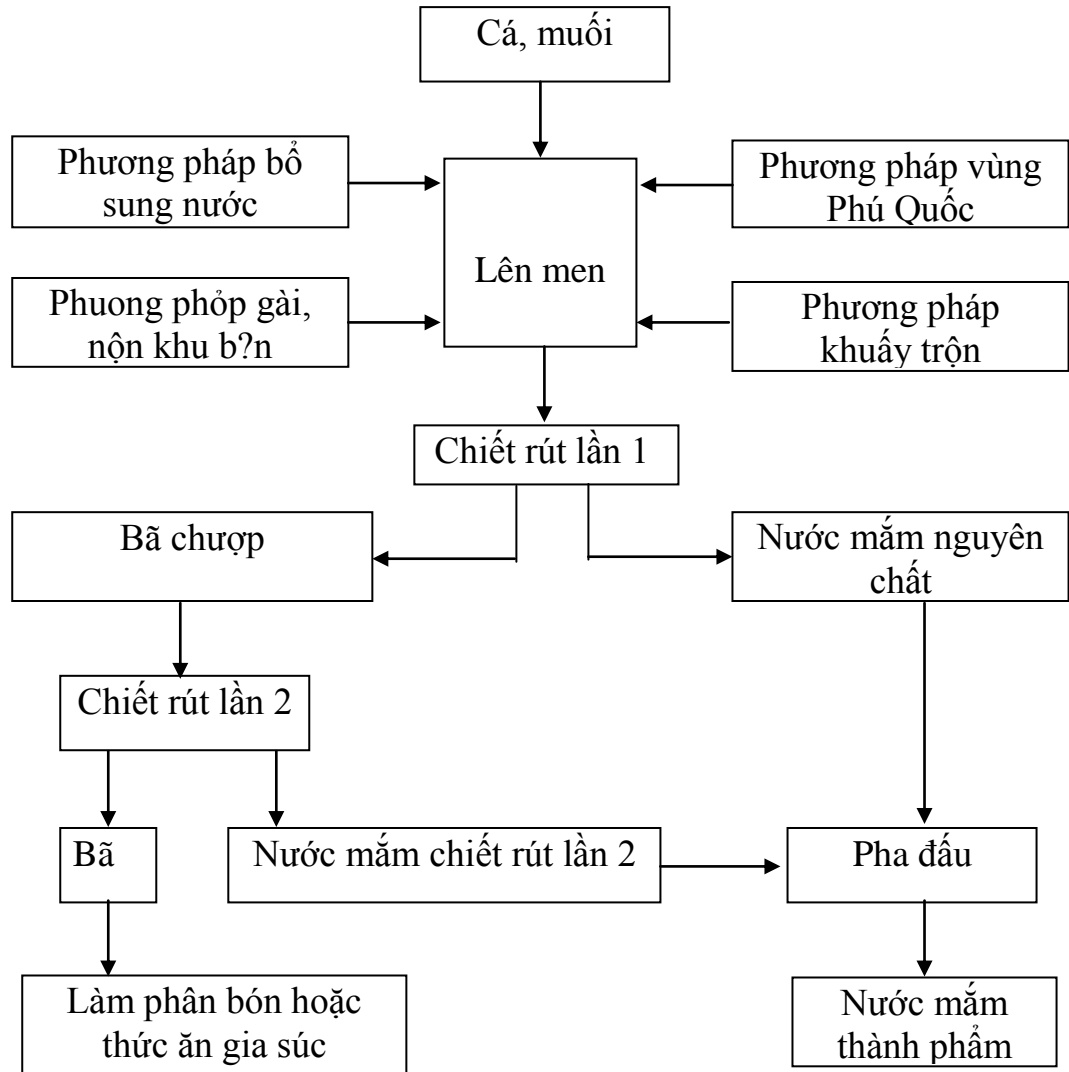 Cá, muối
Phương pháp bổ
sung nước
Phương pháp vùng
Phú Quốc
Lên men
Phuong phỏp gài,
nộn khu b?n
Phương pháp
khuấy trộn
Chiết rút lần 1
Bã chượp
Nước mắm nguyên
chất
Chiết rút lần 2
Bã
Nước mắm chiết rút lần 2
Pha đấu
Làm phân bón hoặc
thức ăn gia súc
Nước mắm
thành phẩm